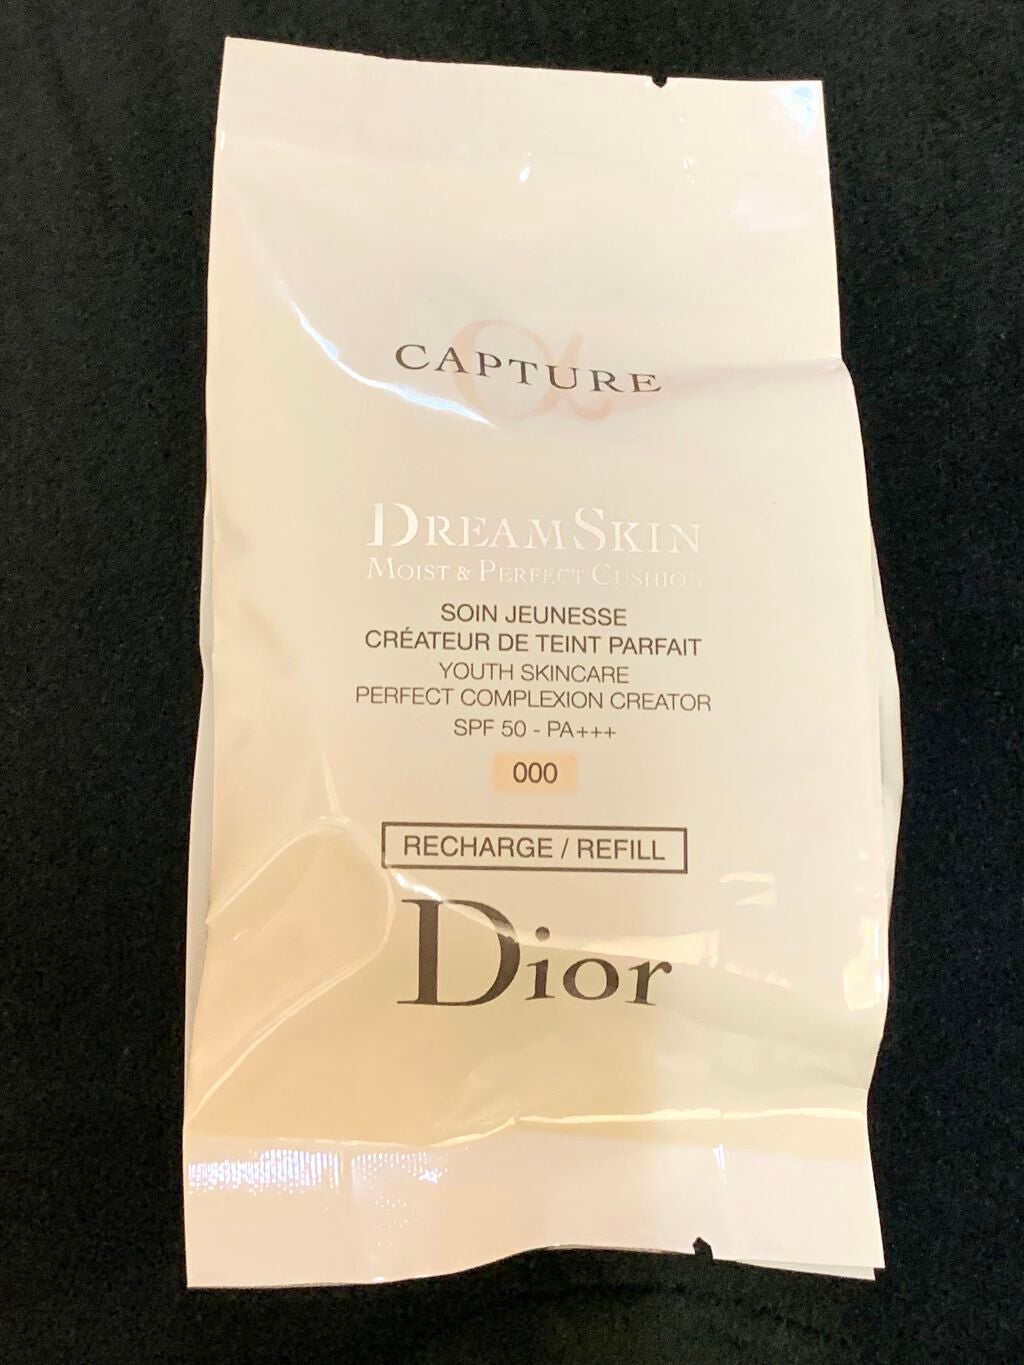 CAPTURE
DREAMSKIN
MOIST & PERFECT CUSHION
SOIN JEUNESSE
CRÉATEUR DE TEINT PARFAIT
YOUTH SKINCARE
PERFECT COMPLEXION CREATOR
SPF 50 - PA+++
000
RECHARGE / REFILL
Dior